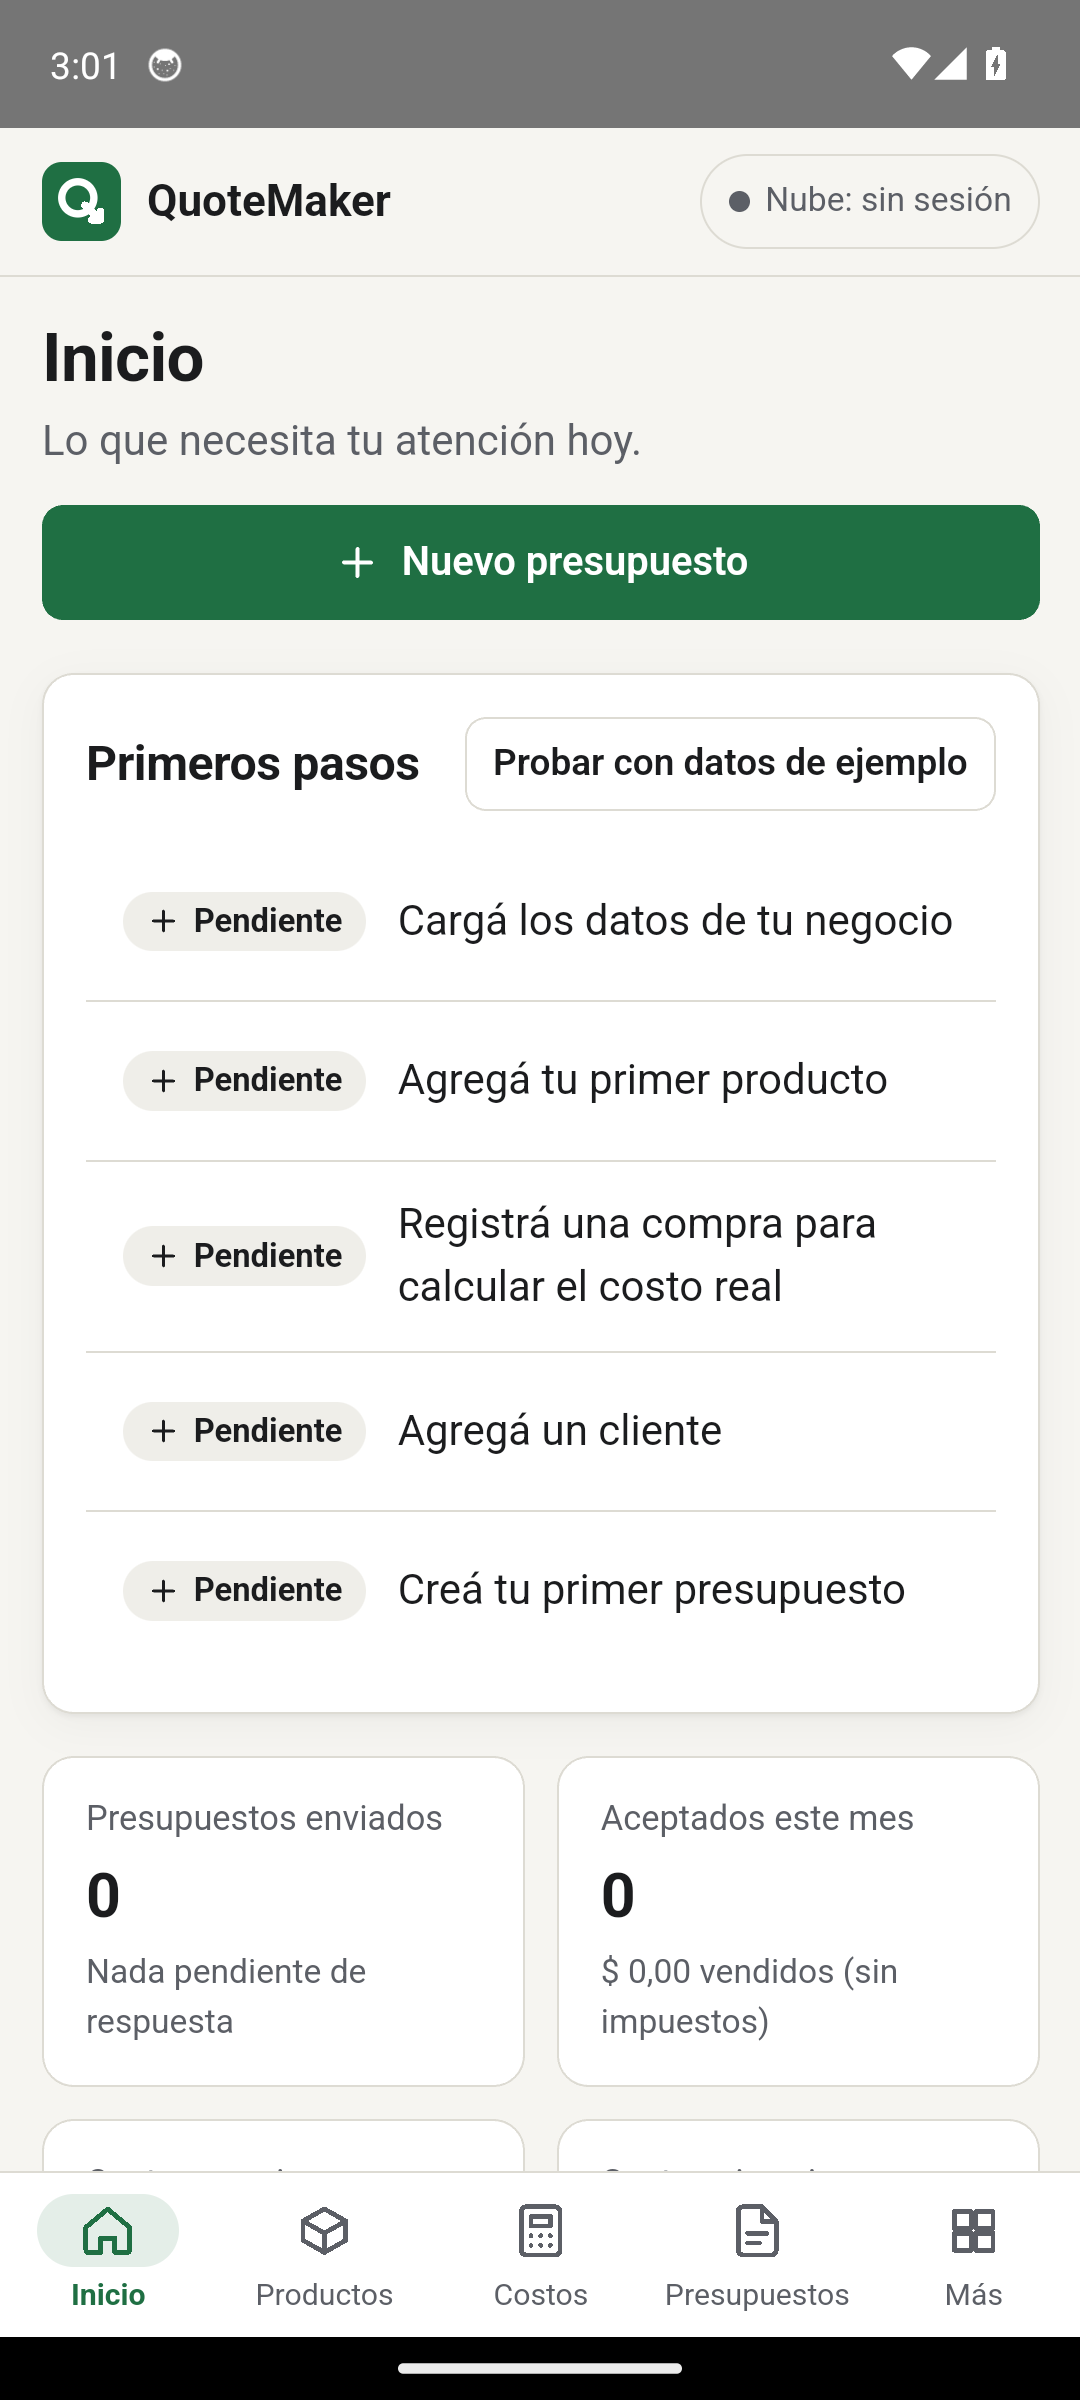 3:01
QuoteMaker
Nube: sin sesión
Inicio
Lo que necesita tu atención hoy.
Nuevo presupuesto
Primeros pasos
Probar con datos de ejemplo
Pendiente
Cargá los datos de tu negocio
Pendiente
Agregá tu primer producto
Pendiente
Registrá una compra para
calcular el costo real
Pendiente
Agregá un cliente
Pendiente
Creá tu primer presupuesto
Presupuestos enviados
0
Nada pendiente de
respuesta
Aceptados este mes
0
$ 0,00 vendidos (sin
impuestos)
Inicio
Productos
Costos
Presupuestos
Más